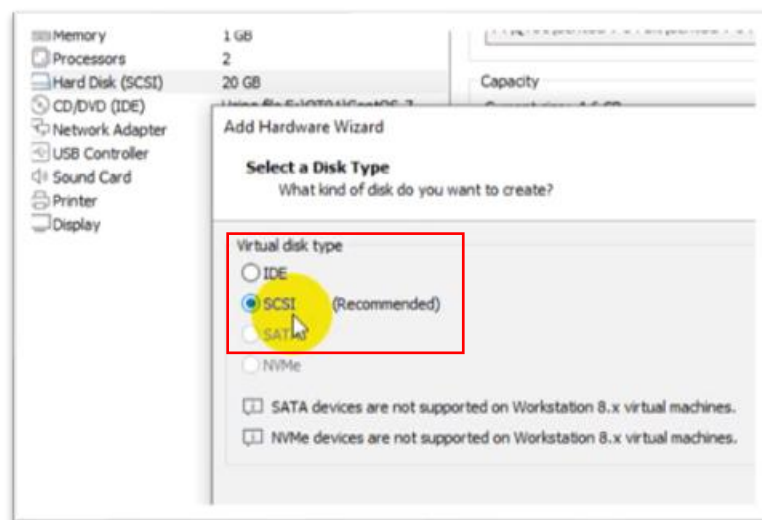 Memory 1 GB
Processors 2
Hard Disk (SCSI) 20 GB
Capacity
CD/DVD (IDE) Using file
Network Adapter
USB Controller
Sound Card
Printer
Display
Add Hardware Wizard
Select a Disk Type
What kind of disk do you want to create?
Virtual disk type
IDE
SCSI (Recommended)
SATA
NVMe
SATA devices are not supported on Workstation 8.x virtual machines.
NVMe devices are not supported on Workstation 8.x virtual machines.